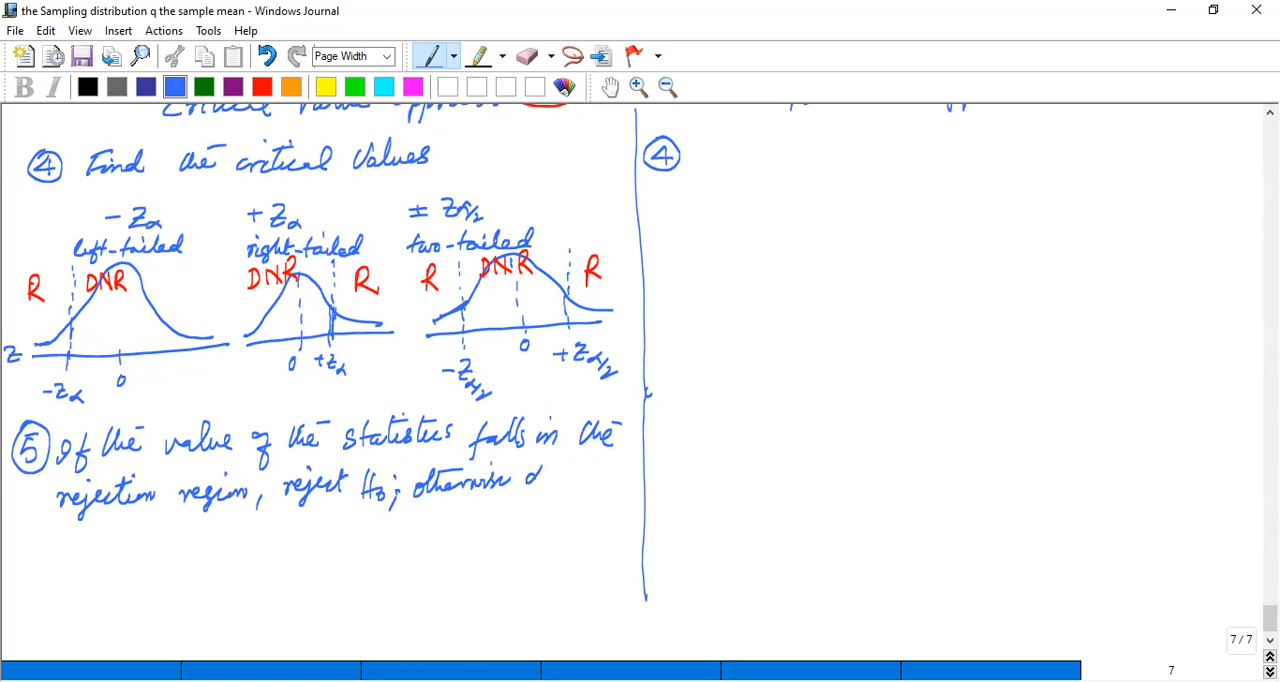 the Sampling distribution q the sample mean - Windows Journal
File Edit View Insert Actions Tools Help
Page Width
B I
Critical Value
④ Find the critical values
④
- Zα
+ Zα
± Zα/2
left-tailed
right-tailed
two-tailed
R DNR
DNR R
R DNR R
Z
-Zα 0
0 +Zα
-Zα/2 0 +Zα/2
⑤ If the value of the statistics falls in the
rejection region, reject H₀; otherwise d
7 / 7
7